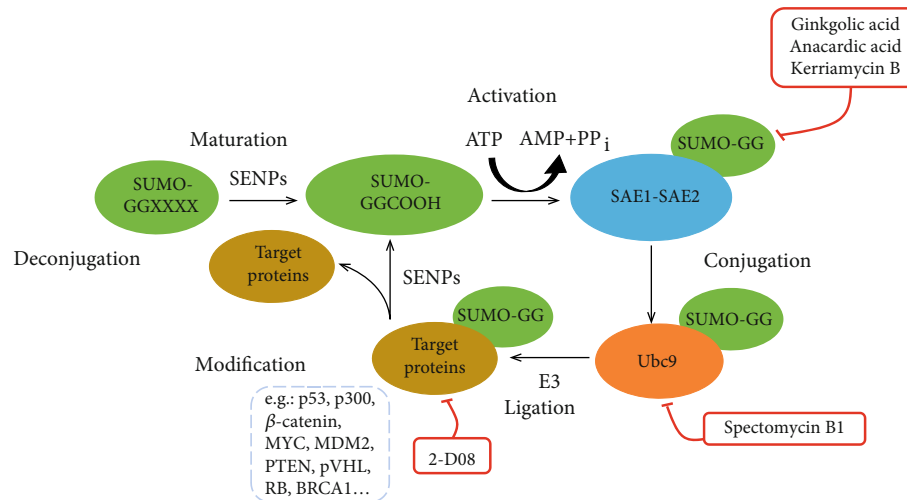 Ginkgolic acid
Anacardic acid
Kerriamycin B
Activation
Maturation
ATP
AMP+PPi
SUMO-GG
SENPs
SUMO-
GGXXXX
SUMO-
GGCOOH
SAE1-SAE2
Deconjugation
Target
proteins
SENPs
Conjugation
SUMO-GG
SUMO-GG
Target
proteins
Ubc9
Modification
E3
Ligation
e.g.: p53, p300,
β-catenin,
MYC, MDM2,
PTEN, pVHL,
RB, BRCA1...
2-D08
Spectomycin B1